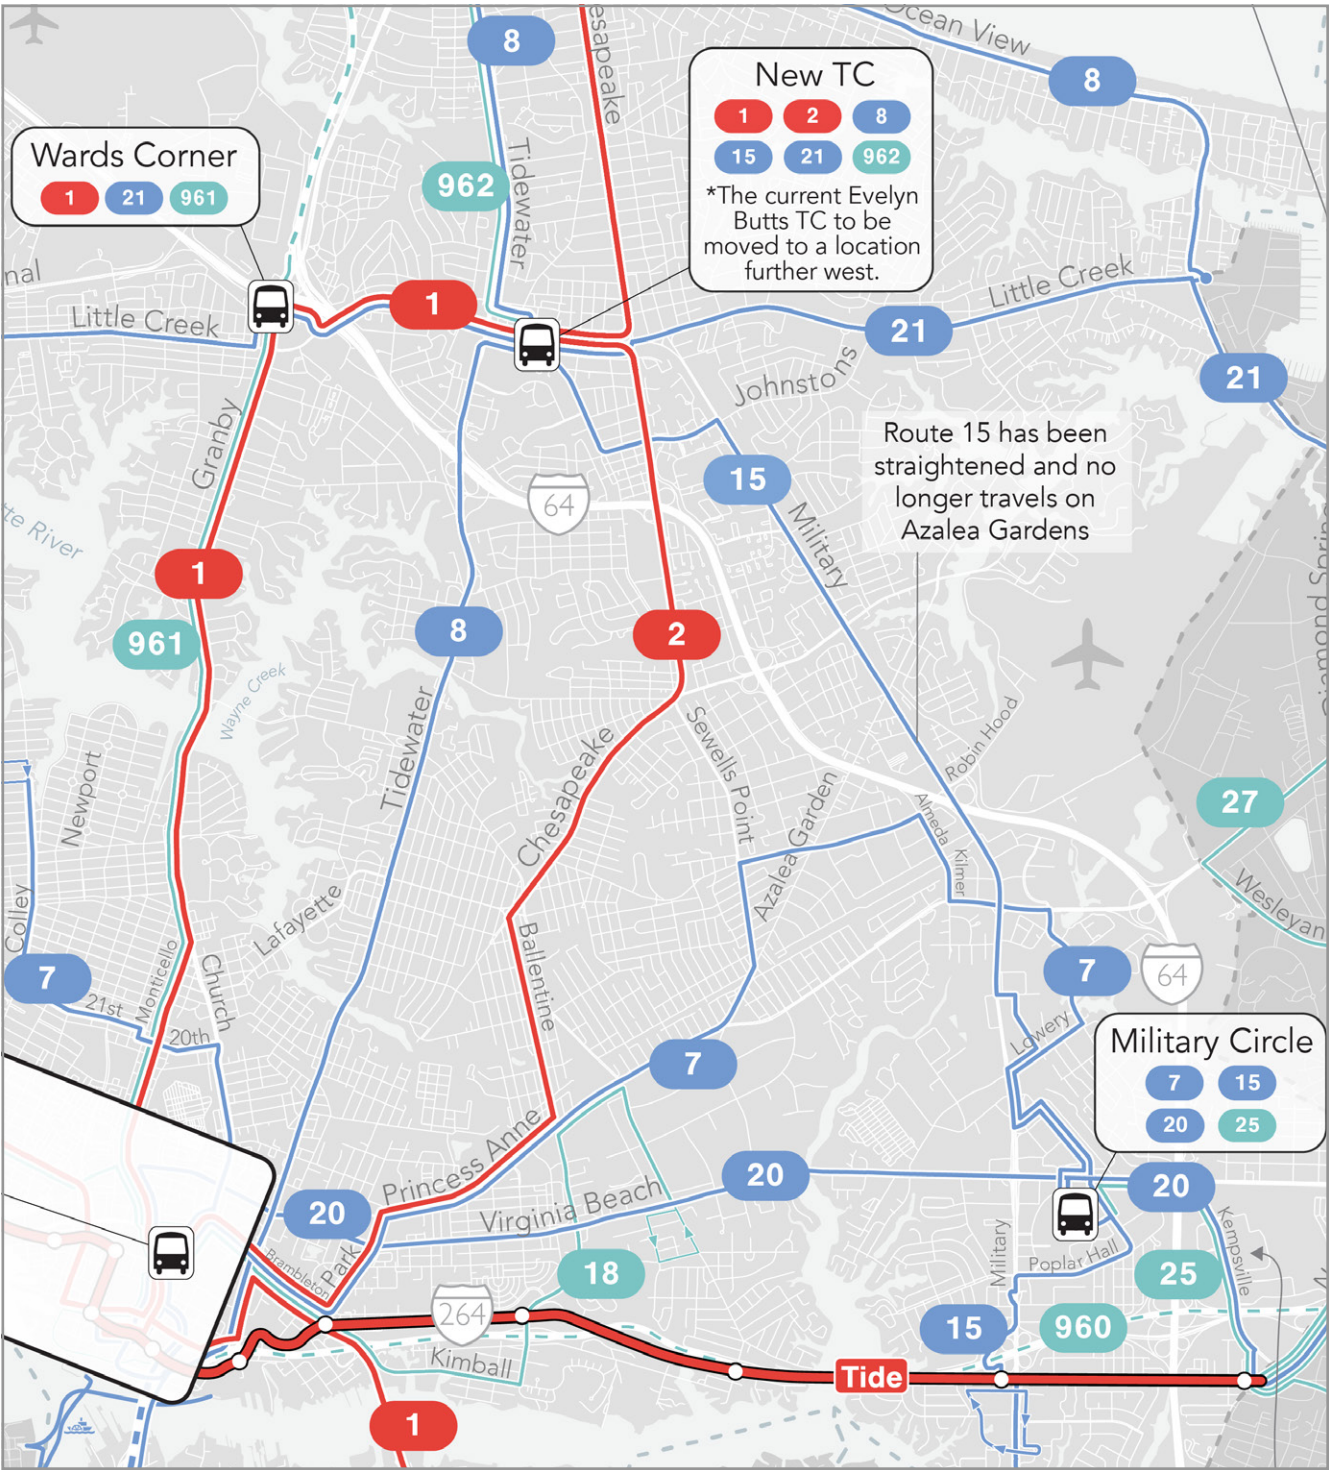 Ocean View
esapeake
8
8
New TC
1 2 8
15 21 962
*The current Evelyn
Butts TC to be
moved to a location
further west.
Wards Corner
1 21 961
962
Tidewater
nal
Little Creek
1
Little Creek
21
21
Johnstons
Granby
Route 15 has been
straightened and no
longer travels on
Azalea Gardens
15
64
Military
tte River
1
961
8
2
Diamond Spring
Wayne Creek
Tidewater
Chesapeake
Sewells Point
Robin Hood
Newport
Azalea Garden
Almeda
Kilmer
27
Wesleyan
Colley
Lafayette
Ballentine
7
21st
Monticello
Church
20th
7
64
Lowery
7
Military Circle
7 15
20 25
Princess Anne
Virginia Beach
20
20
20
Brambleton
Park
Military
Poplar Hall
Kempsville
18
25
264
15
960
Kimball
Tide
1